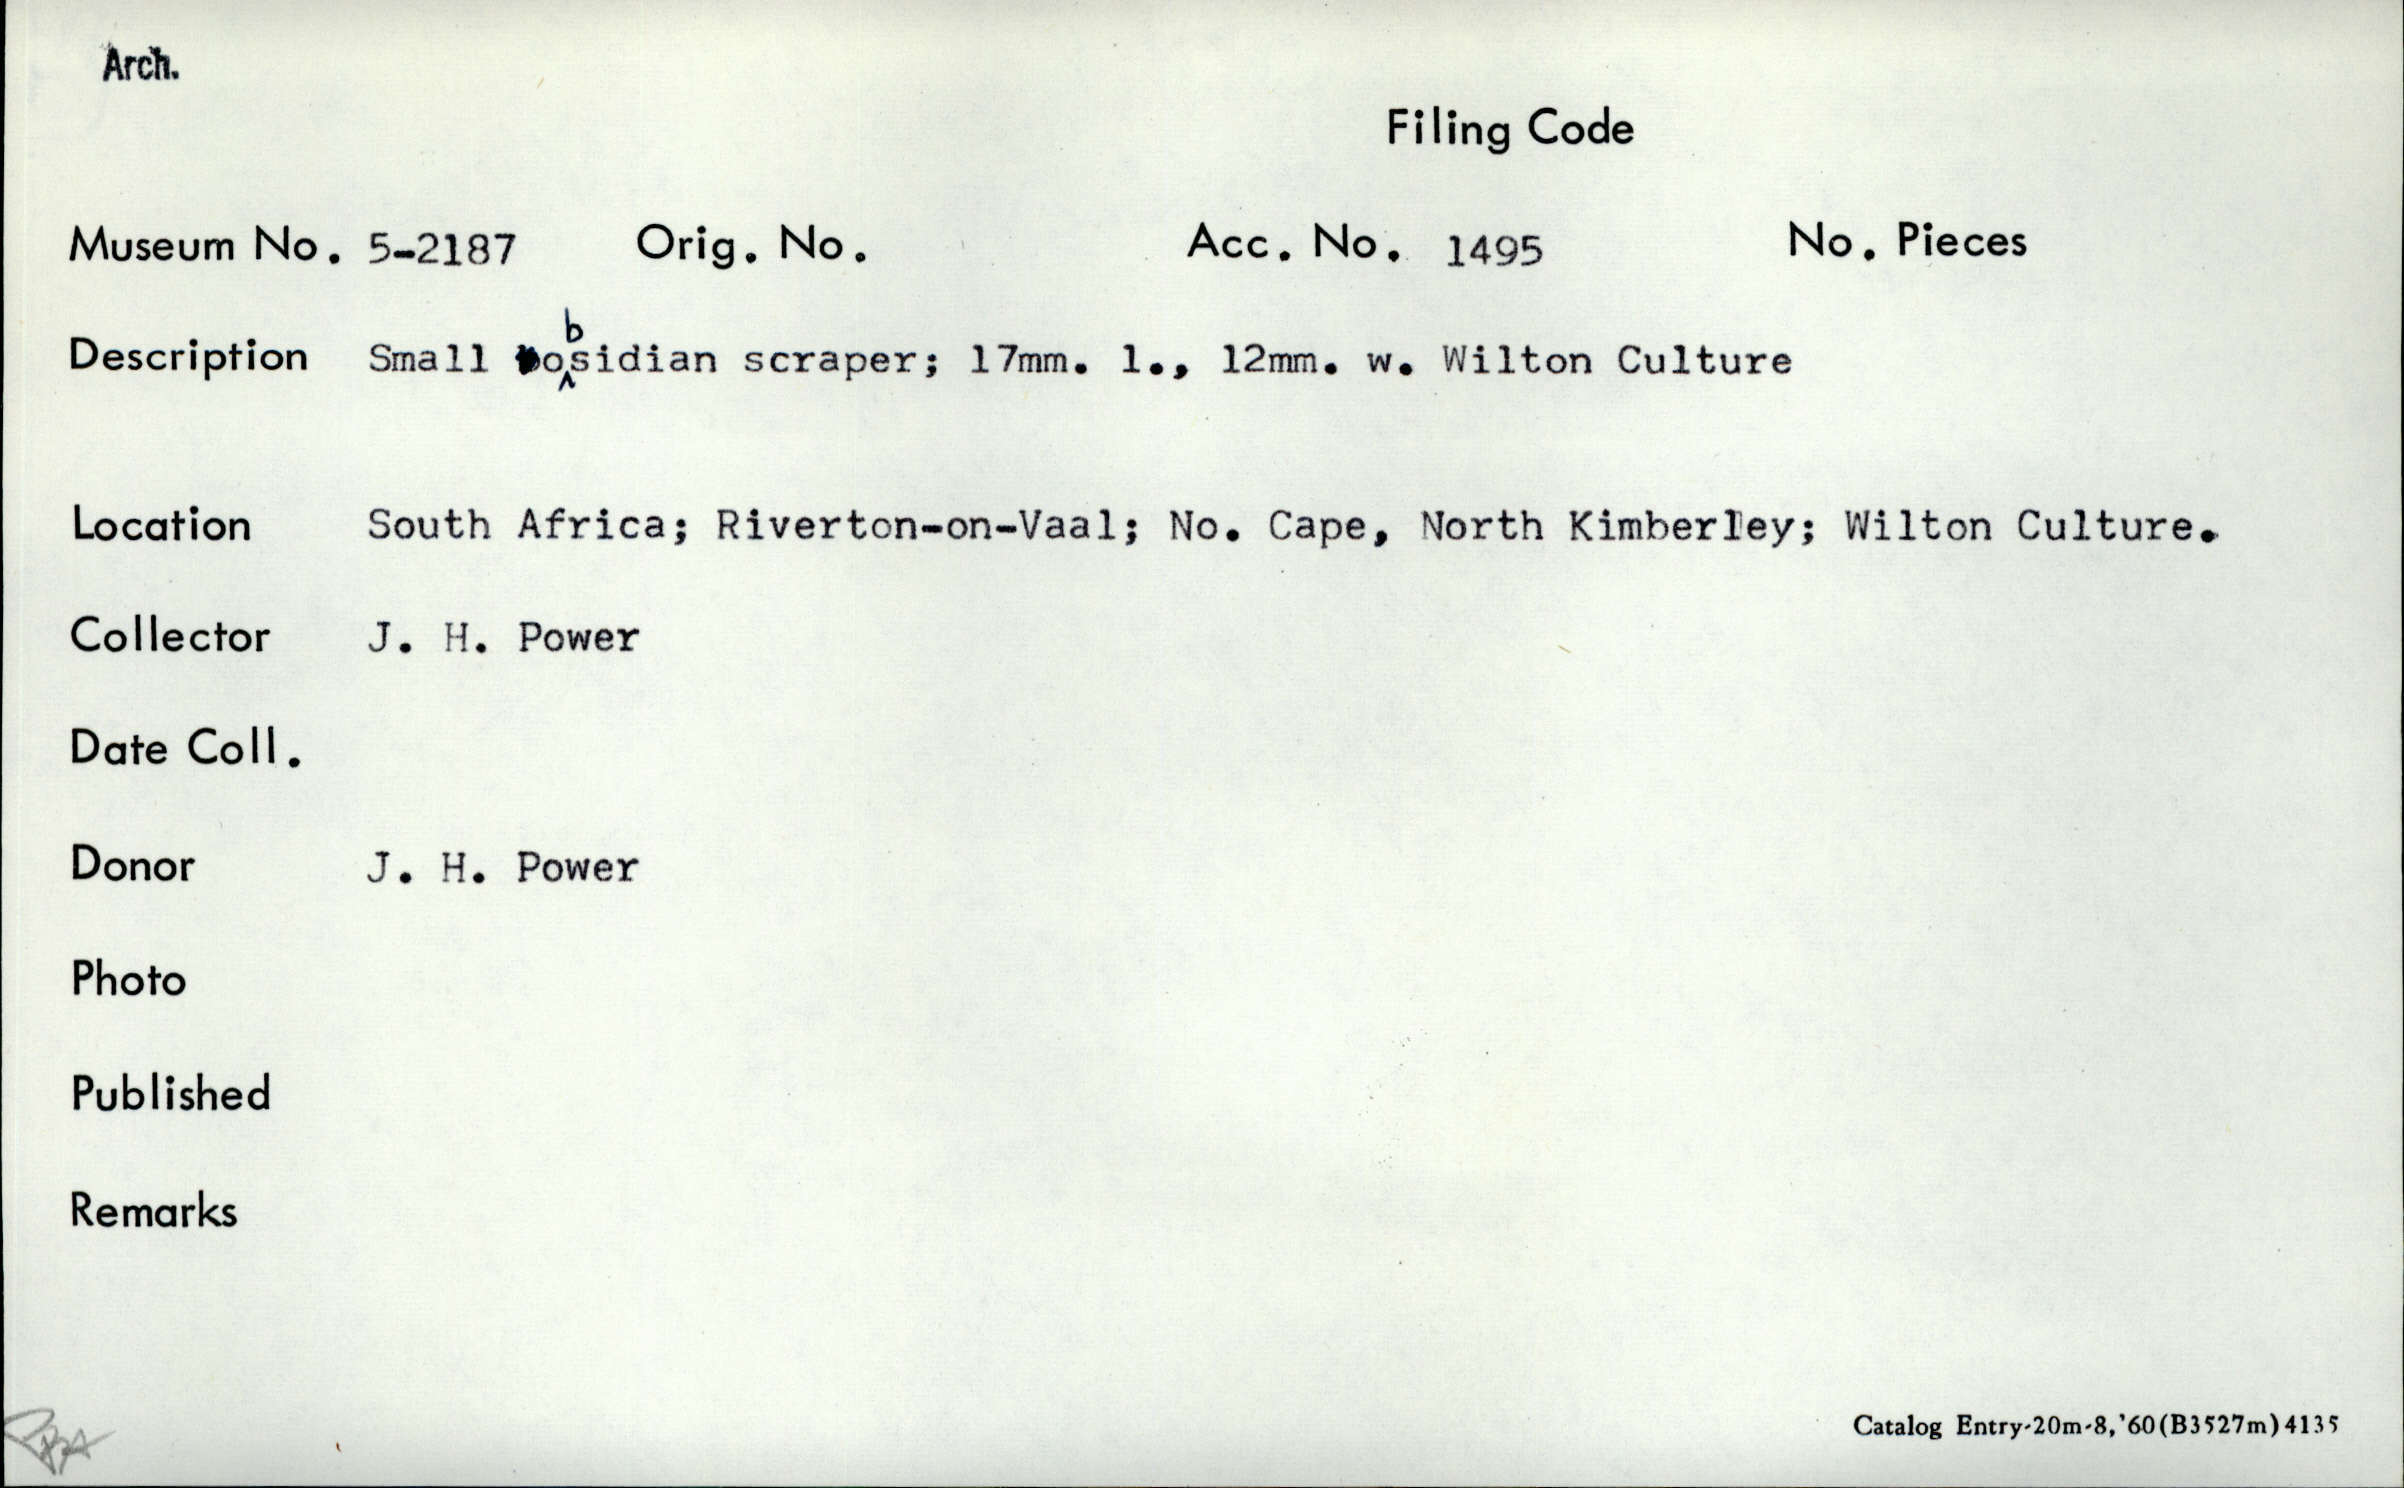 Arch.
Filing Code
Museum No. 5-2187 Orig. No. Acc. No. 1495 No. Pieces
Description Small obsidian scraper; 17mm. l., 12mm. w. Wilton Culture
Location South Africa; Riverton-on-Vaal; No. Cape, North Kimberley; Wilton Culture.
Collector J. H. Power
Date Coll.
Donor J. H. Power
Photo
Published
Remarks
Catalog Entry-20m-8,'60(B3527m)4135